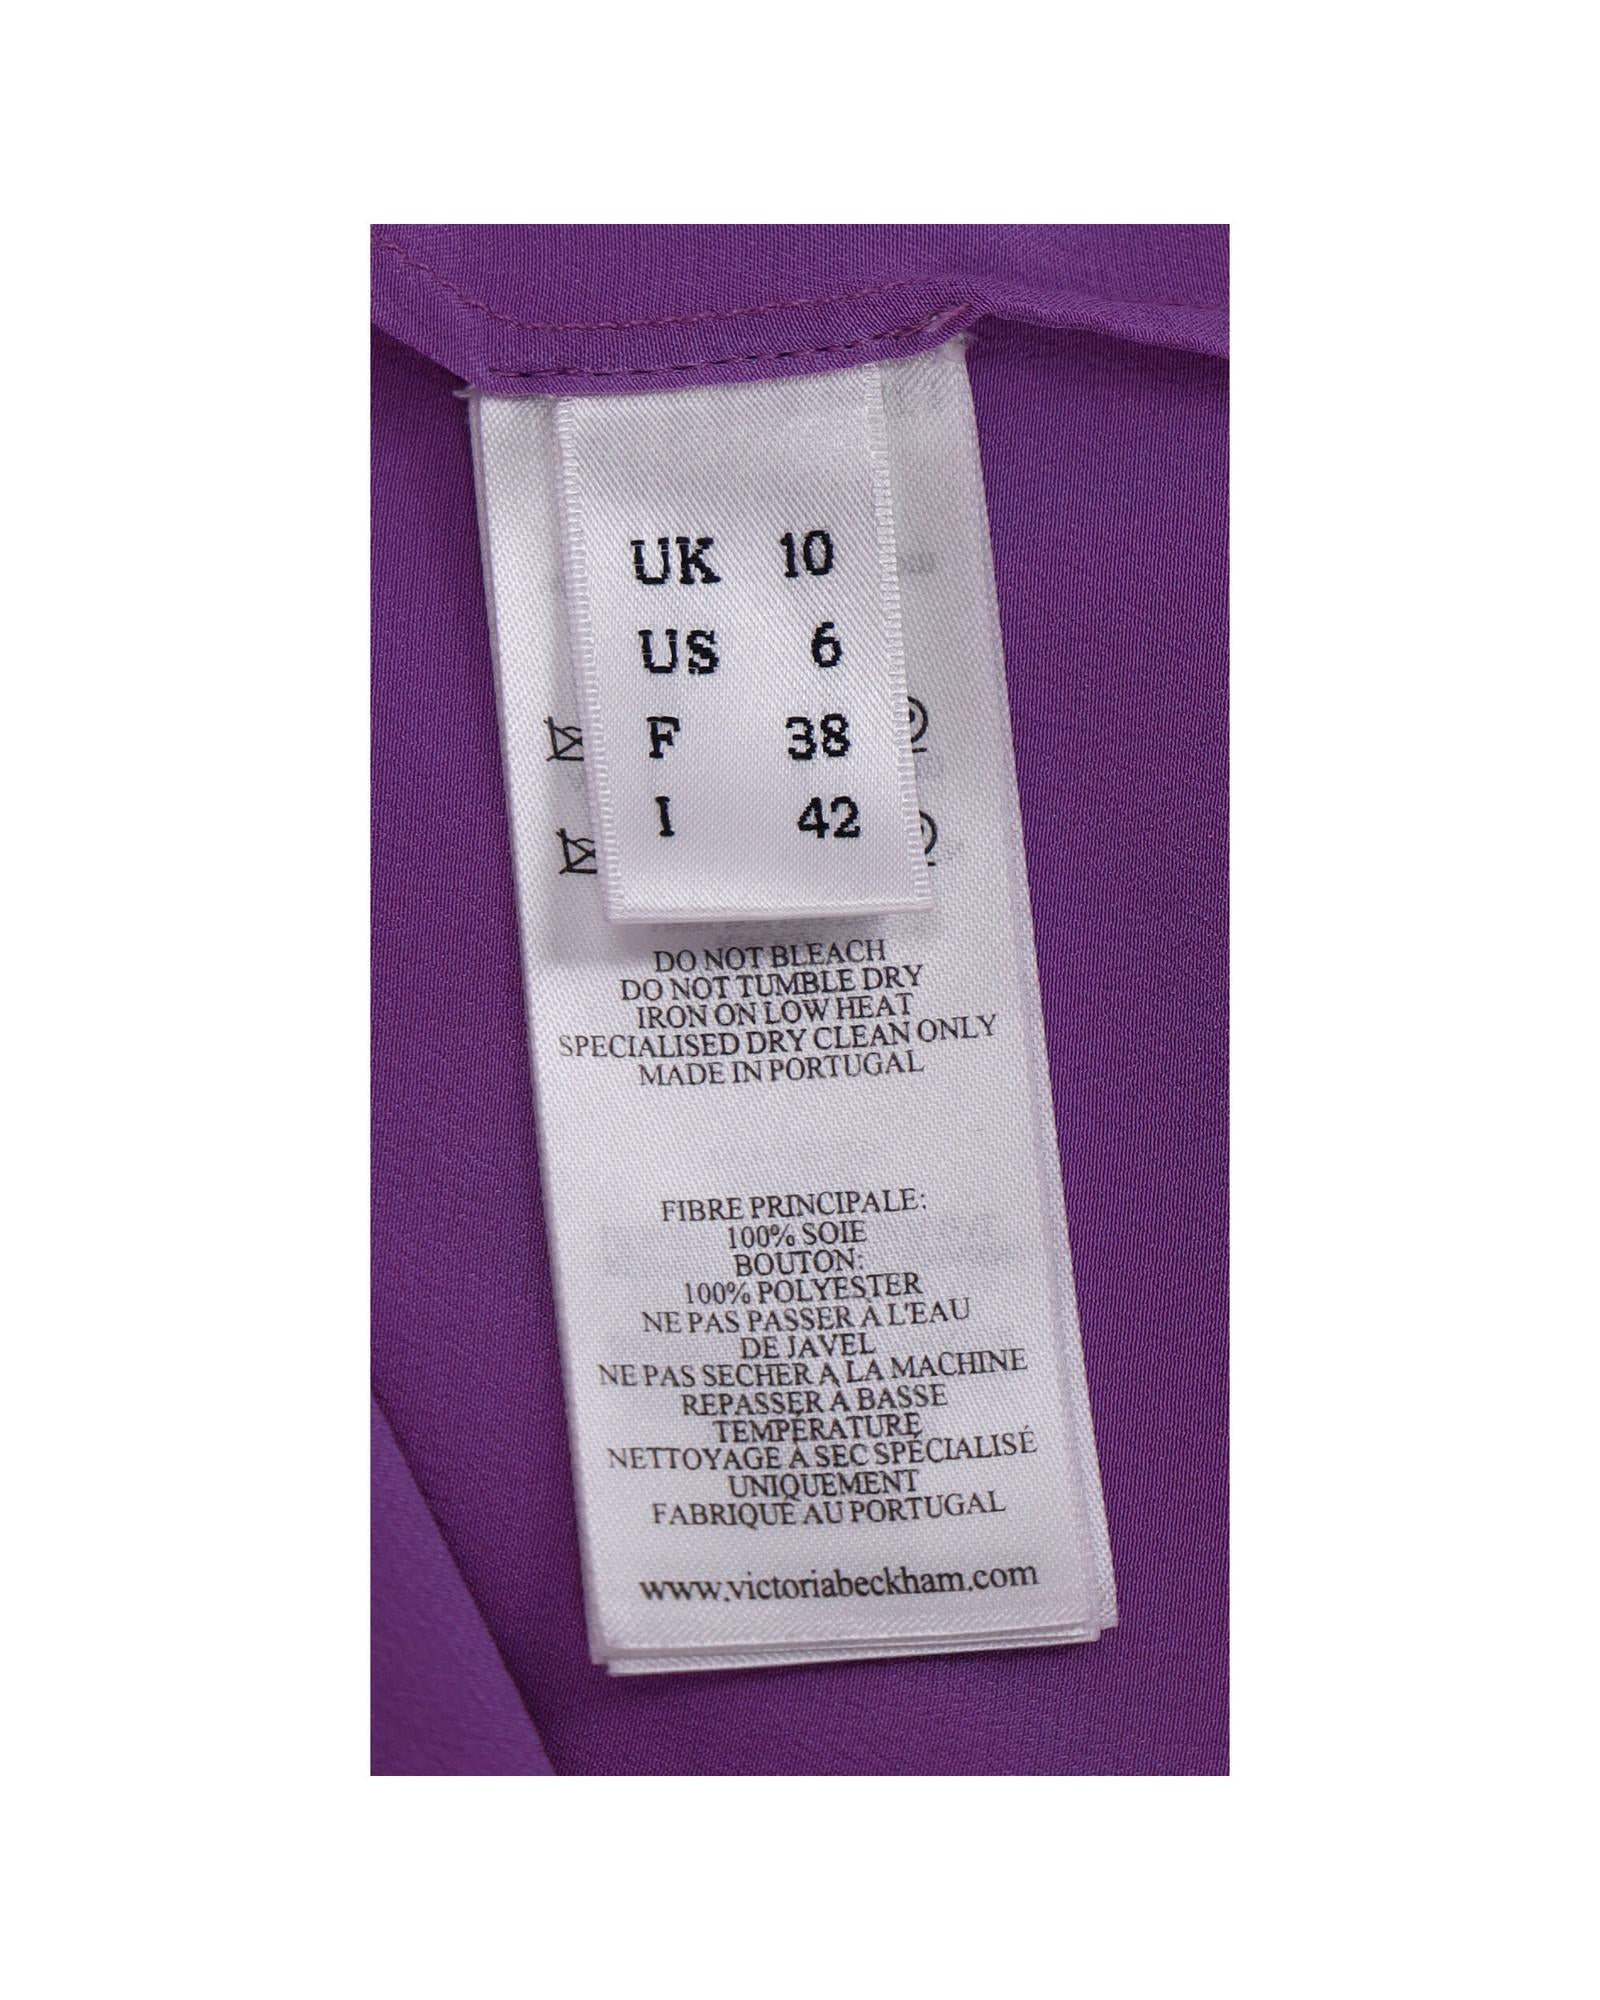 UK 10
US 6
F 38
I 42
DO NOT BLEACH
DO NOT TUMBLE DRY
IRON ON LOW HEAT
SPECIALISED DRY CLEAN ONLY
MADE IN PORTUGAL
FIBRE PRINCIPALE:
100% SOIE
BOUTON:
100% POLYESTER
NE PAS PASSER À L'EAU
DE JAVEL
NE PAS SECHER À LA MACHINE
REPASSER À BASSE
TEMPÉRATURE
NETTOYAGE À SEC SPÉCIALISÉ
UNIQUEMENT
FABRIQUÉ AU PORTUGAL
www.victoriabeckham.com